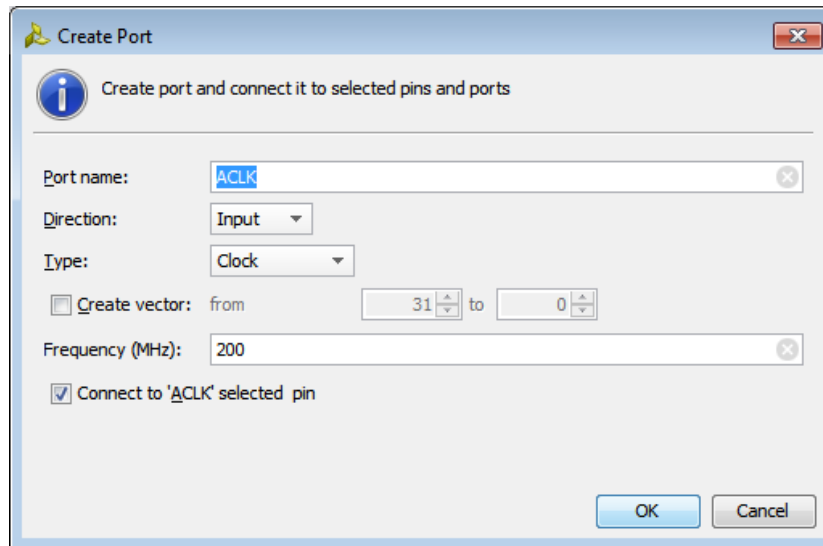 Create Port
Create port and connect it to selected pins and ports
Port name: ACLK
Direction: Input
Type: Clock
Create vector: from 31 to 0
Frequency (MHz): 200
Connect to 'ACLK' selected pin
OK Cancel